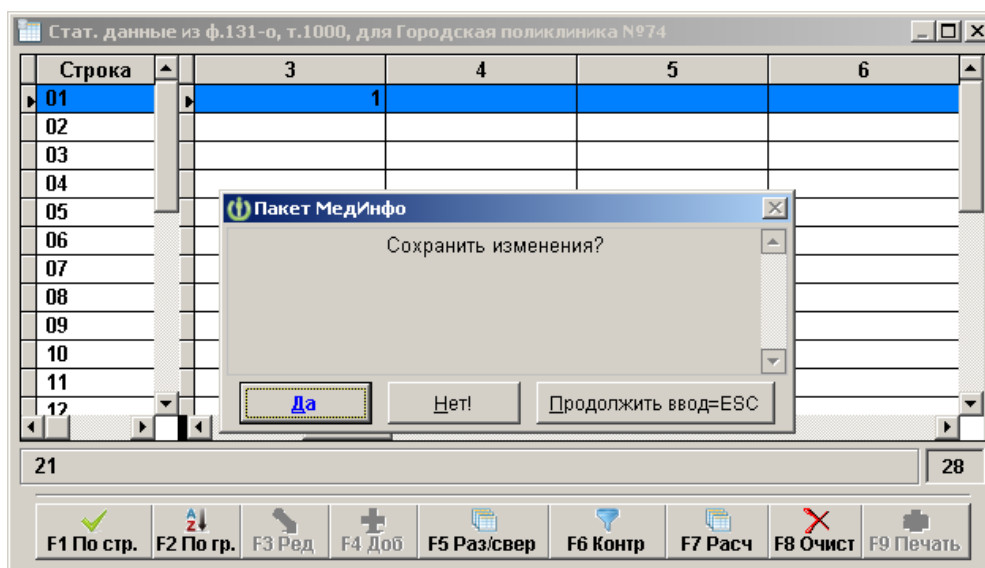 Стат. данные из ф.131-о, т.1000, для Городская поликлиника №74
Строка 3 4 5 6
01 1
02
03
04
05
06
07
08
09
10
11
12
Пакет МедИнфо
Сохранить изменения?
Да Нет! Продолжить ввод=ESC
21 28
F1 По стр. F2 По гр. F3 Ред F4 Доб F5 Раз/свер F6 Контр F7 Расч F8 Очист F9 Печать